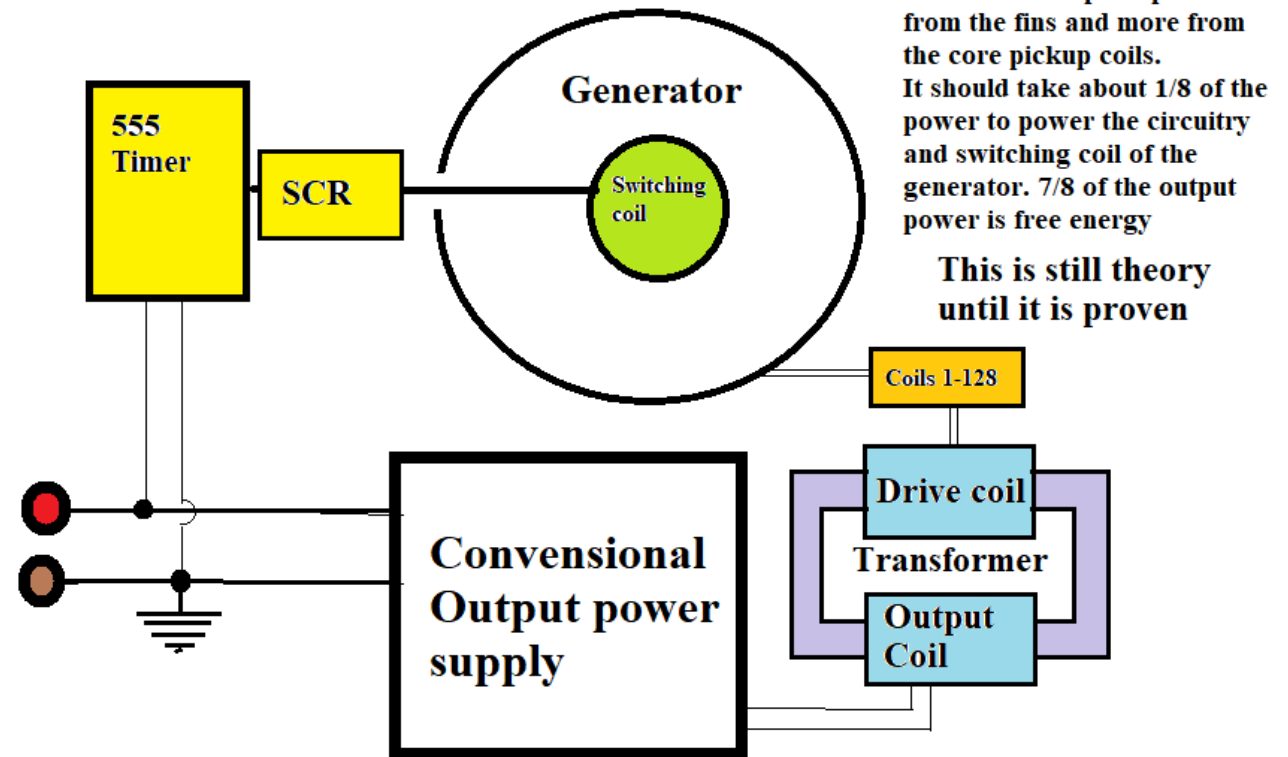 from the fins and more from
the core pickup coils.
It should take about 1/8 of the
power to power the circuitry
and switching coil of the
generator. 7/8 of the output
power is free energy
This is still theory
until it is proven
Generator
555
Timer
SCR
Switching
coil
Coils 1-128
Drive coil
Transformer
Output
Coil
Convensional
Output power
supply